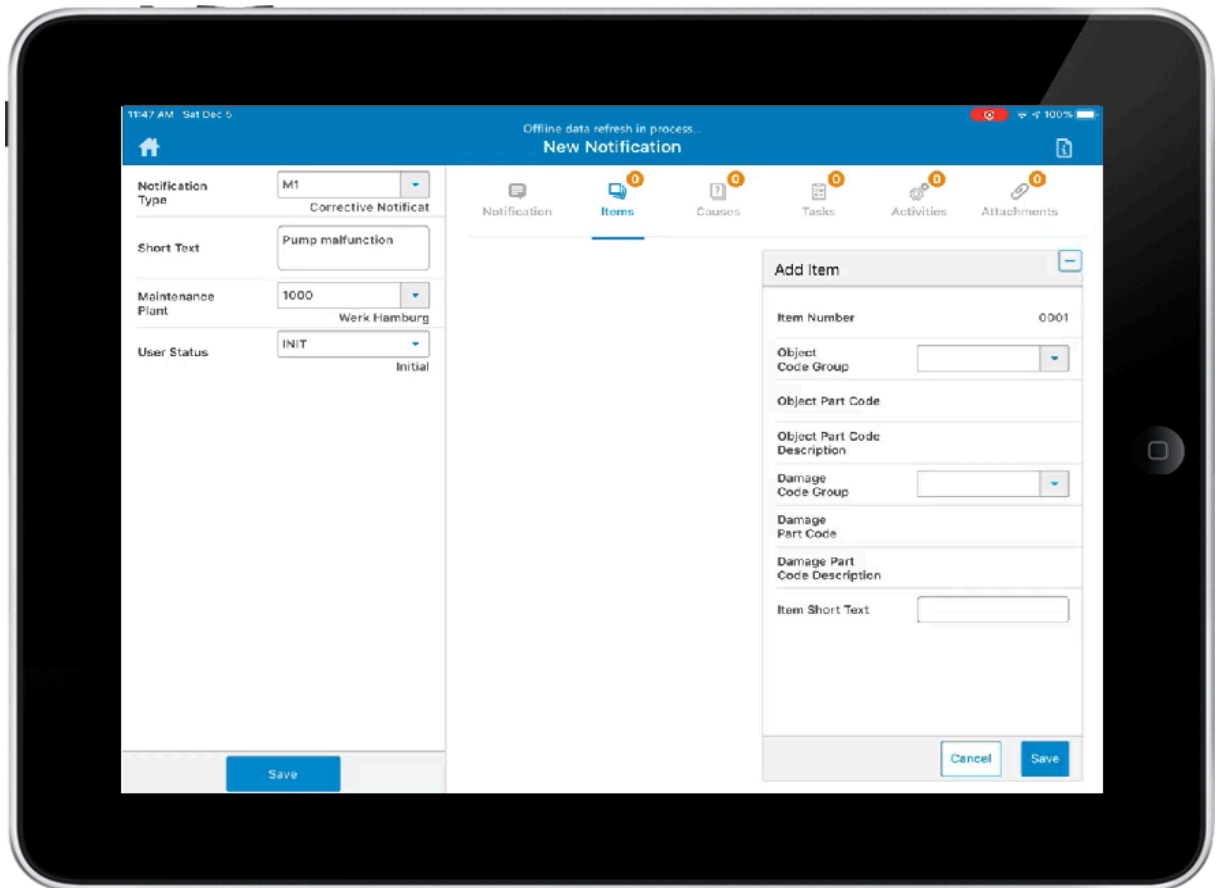 11:47 AM Sat Dec 5
100%
Offline data refresh in process...
New Notification
Notification
Type
M1
Corrective Notificat
Short Text
Pump malfunction
Maintenance
Plant
1000
Werk Hamburg
User Status
INIT
Initial
Save
Notification
0
Items
0
Causes
0
Tasks
0
Activities
0
Attachments
Add Item
Item Number
0001
Object
Code Group
Object Part Code
Object Part Code
Description
Damage
Code Group
Damage
Part Code
Damage Part
Code Description
Item Short Text
Cancel
Save